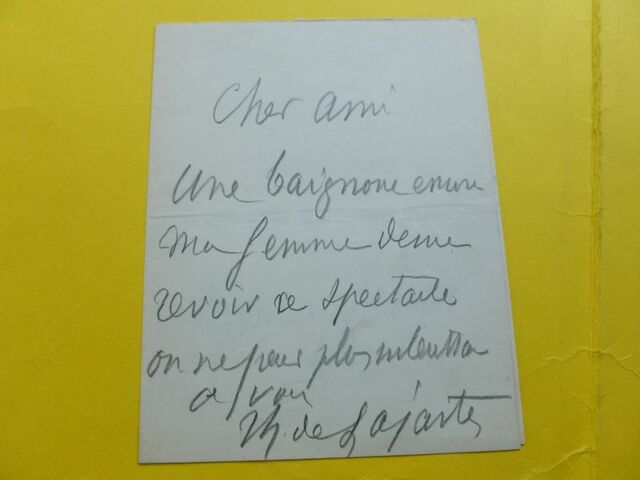 Cher ami
Une baignoire encore
ma femme desire
revoir ce spectacle
on ne peut plus
a voir
Th. de Lajarte